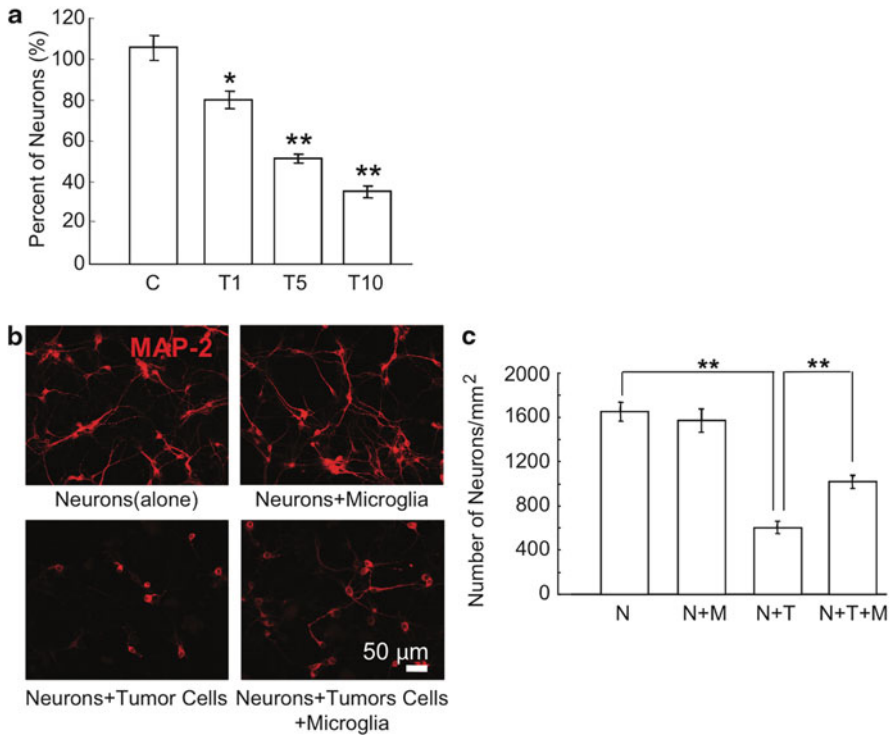 a
Percent of Neurons (%)
120
100
80
60
40
20
0
*
**
**
C T1 T5 T10
b
MAP-2
Neurons(alone)
Neurons+Microglia
50 µm
Neurons+Tumor Cells
Neurons+Tumors Cells
+Microglia
c
Number of Neurons/mm²
2000
1600
1200
800
400
0
**
**
N N+M N+T N+T+M